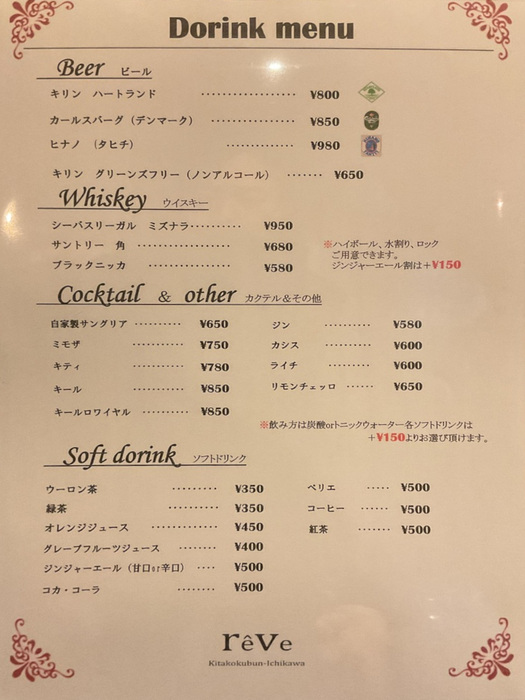 Dorink menu
Beer ビール
キリン ハートランド ·················· ¥800
カールスバーグ（デンマーク） ················ ¥850
ヒナノ （タヒチ） ············· ¥980
キリン グリーンズフリー（ノンアルコール） ······· ¥650
Whiskey ウイスキー
シーバスリーガル ミズナラ·········· ¥950
サントリー 角 ·················· ¥680
ブラックニッカ ················ ¥580
※ハイボール、水割り、ロック
ご用意できます。
ジンジャーエール割は＋¥150
Cocktail & other カクテル＆その他
自家製サングリア ·········· ¥650
ミモザ ··········· ¥750
キティ ··········· ¥780
キール ··········· ¥850
キールロワイヤル ········· ¥850
ジン ·············· ¥580
カシス ·········· ¥600
ライチ ·········· ¥600
リモンチェッロ ······ ¥650
※飲み方は炭酸orトニックウォーター各ソフトドリンクは
＋¥150よりお選び頂けます。
Soft dorink ソフトドリンク
ウーロン茶 ·········· ¥350
緑茶 ··········· ¥350
オレンジジュース ·············· ¥450
グレープフルーツジュース ········ ¥400
ジンジャーエール（甘口or辛口） ···· ¥500
コカ・コーラ ········ ¥500
ペリエ ····· ¥500
コーヒー ······ ¥500
紅茶 ······· ¥500
rêve
Kitakokubun-Ichikawa